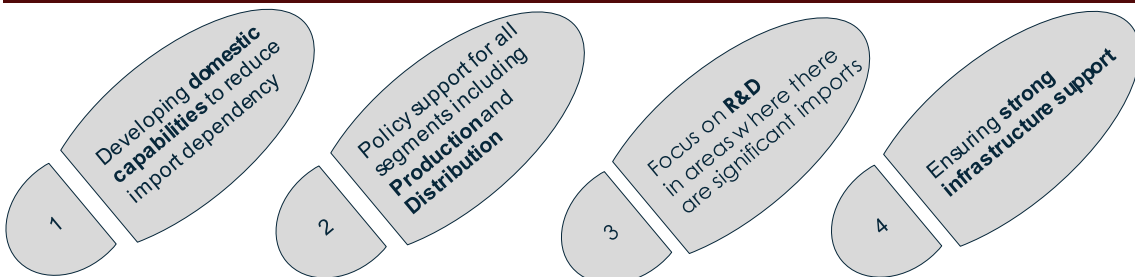 1
Developing domestic
capabilities to reduce
import dependency
2
Policy support for all
segments including
Production and
Distribution
3
Focus on R&D
in areas where there
are significant imports
4
Ensuring strong
infrastructure support